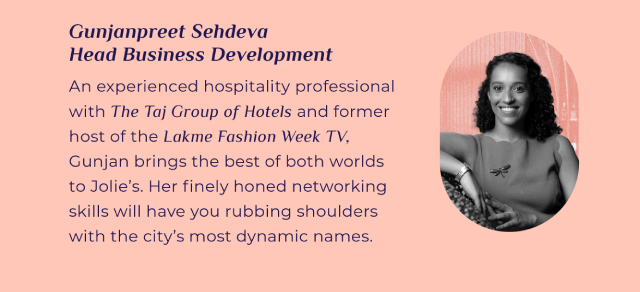 Gunjanpreet Sehdeva
Head Business Development
An experienced hospitality professional
with The Taj Group of Hotels and former
host of the Lakme Fashion Week TV,
Gunjan brings the best of both worlds
to Jolie’s. Her finely honed networking
skills will have you rubbing shoulders
with the city’s most dynamic names.